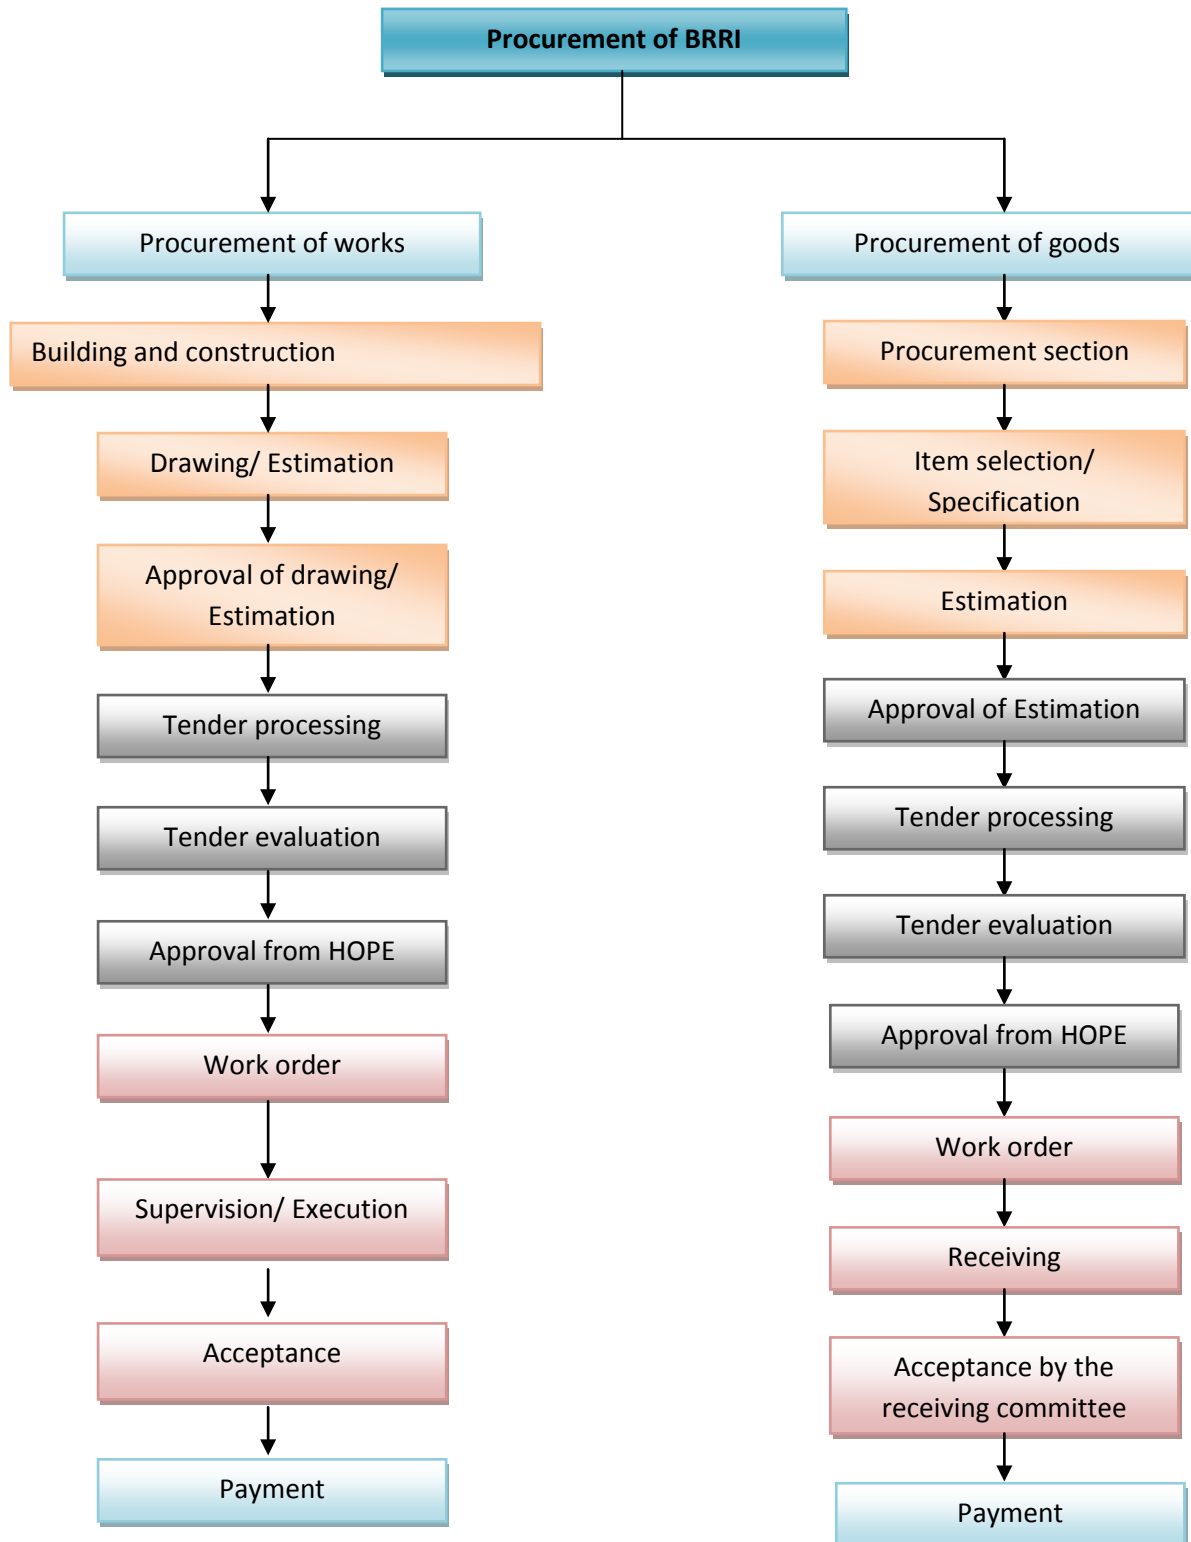 Procurement of BRRI
Procurement of works
Building and construction
Drawing/ Estimation
Approval of drawing/
Estimation
Tender processing
Tender evaluation
Approval from HOPE
Work order
Supervision/ Execution
Acceptance
Payment
Procurement of goods
Procurement section
Item selection/
Specification
Estimation
Approval of Estimation
Tender processing
Tender evaluation
Approval from HOPE
Work order
Receiving
Acceptance by the
receiving committee
Payment